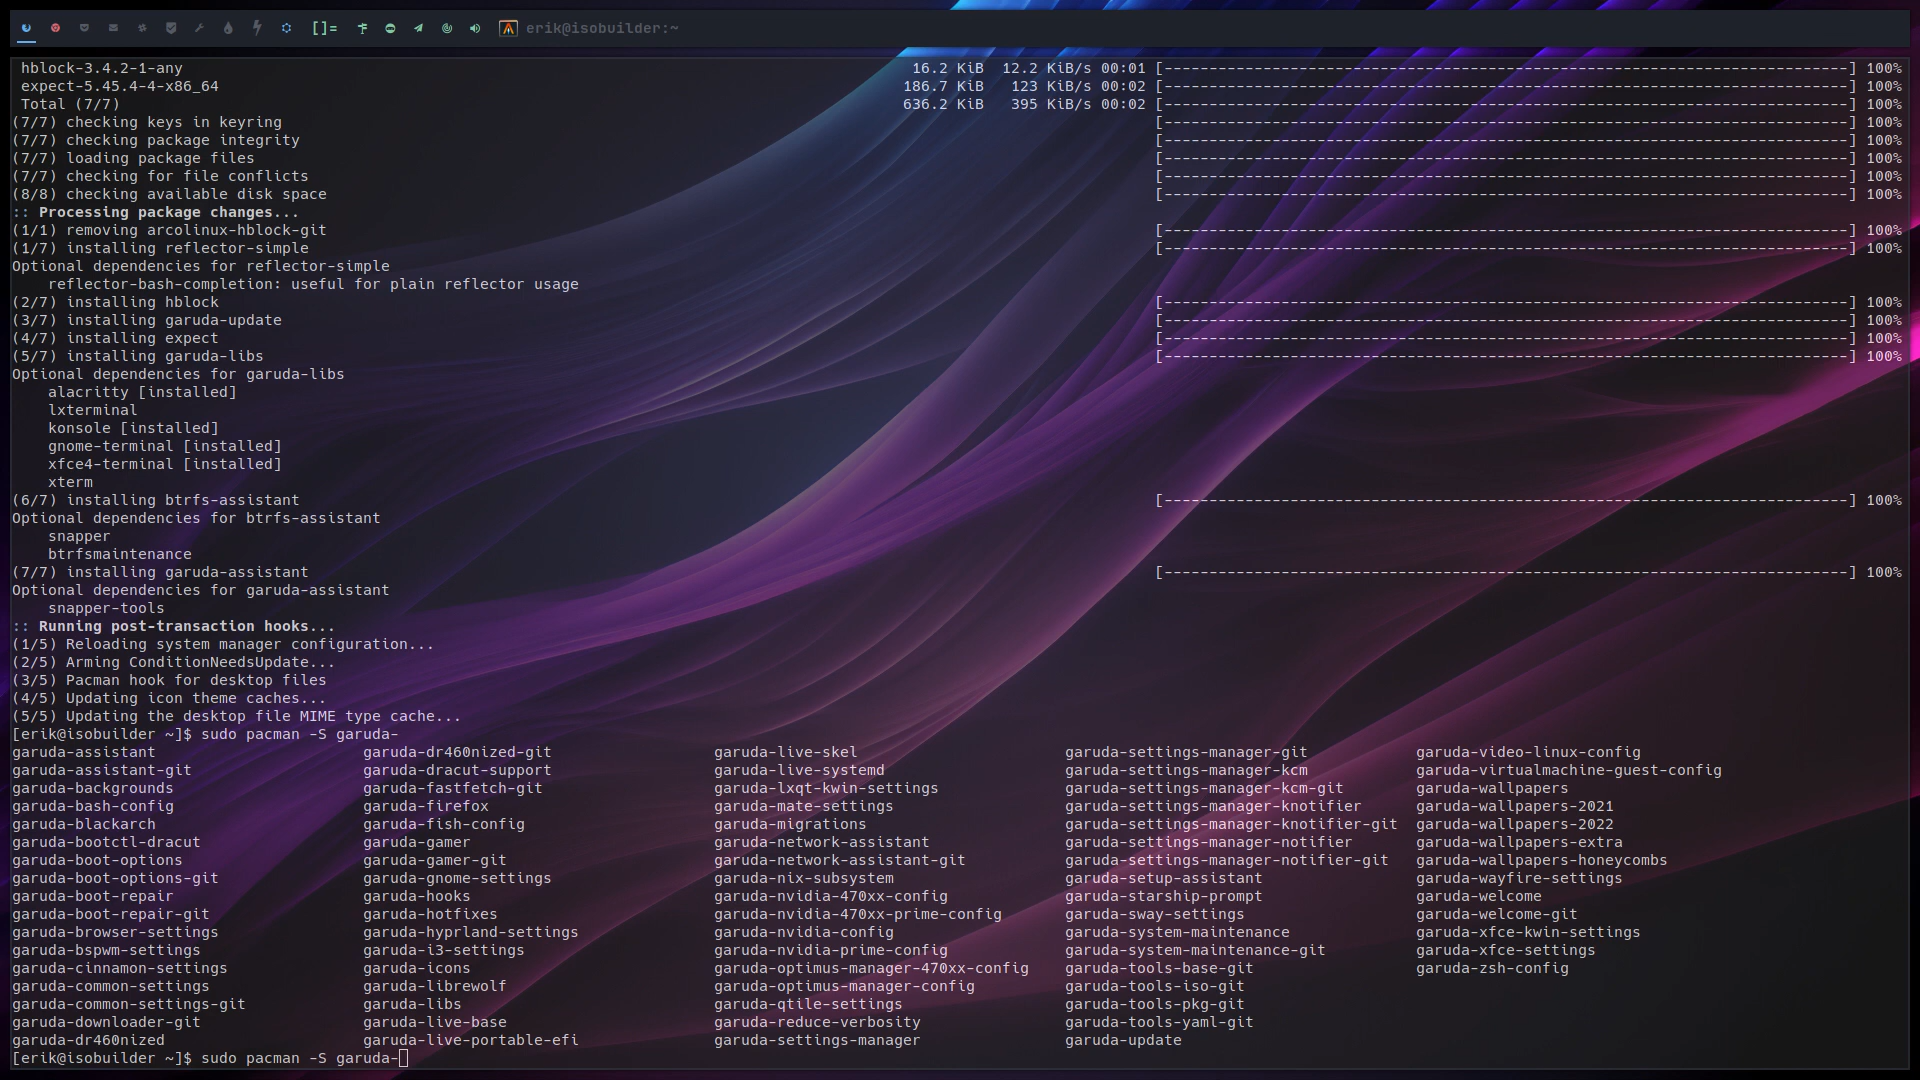 []= erik@isobuilder:~
hblock-3.4.2-1-any 16.2 KiB 12.2 KiB/s 00:01 [----------------------------------------------------------------------------] 100%
expect-5.45.4-4-x86_64 186.7 KiB 123 KiB/s 00:02 [----------------------------------------------------------------------------] 100%
Total (7/7) 636.2 KiB 395 KiB/s 00:02 [----------------------------------------------------------------------------] 100%
(7/7) checking keys in keyring [----------------------------------------------------------------------------] 100%
(7/7) checking package integrity [----------------------------------------------------------------------------] 100%
(7/7) loading package files [----------------------------------------------------------------------------] 100%
(7/7) checking for file conflicts [----------------------------------------------------------------------------] 100%
(8/8) checking available disk space [----------------------------------------------------------------------------] 100%
:: Processing package changes...
(1/1) removing arcolinux-hblock-git [----------------------------------------------------------------------------] 100%
(1/7) installing reflector-simple [----------------------------------------------------------------------------] 100%
Optional dependencies for reflector-simple
reflector-bash-completion: useful for plain reflector usage
(2/7) installing hblock [----------------------------------------------------------------------------] 100%
(3/7) installing garuda-update [----------------------------------------------------------------------------] 100%
(4/7) installing expect [----------------------------------------------------------------------------] 100%
(5/7) installing garuda-libs [----------------------------------------------------------------------------] 100%
Optional dependencies for garuda-libs
alacritty [installed]
lxterminal
konsole [installed]
gnome-terminal [installed]
xfce4-terminal [installed]
xterm
(6/7) installing btrfs-assistant [----------------------------------------------------------------------------] 100%
Optional dependencies for btrfs-assistant
snapper
btrfsmaintenance
(7/7) installing garuda-assistant [----------------------------------------------------------------------------] 100%
Optional dependencies for garuda-assistant
snapper-tools
:: Running post-transaction hooks...
(1/5) Reloading system manager configuration...
(2/5) Arming ConditionNeedsUpdate...
(3/5) Pacman hook for desktop files
(4/5) Updating icon theme caches...
(5/5) Updating the desktop file MIME type cache...
[erik@isobuilder ~]$ sudo pacman -S garuda-
garuda-assistant garuda-dr460nized-git garuda-live-skel garuda-settings-manager-git garuda-video-linux-config
garuda-assistant-git garuda-dracut-support garuda-live-systemd garuda-settings-manager-kcm garuda-virtualmachine-guest-config
garuda-backgrounds garuda-fastfetch-git garuda-lxqt-kwin-settings garuda-settings-manager-kcm-git garuda-wallpapers
garuda-bash-config garuda-firefox garuda-mate-settings garuda-settings-manager-knotifier garuda-wallpapers-2021
garuda-blackarch garuda-fish-config garuda-migrations garuda-settings-manager-knotifier-git garuda-wallpapers-2022
garuda-bootctl-dracut garuda-gamer garuda-network-assistant garuda-settings-manager-notifier garuda-wallpapers-extra
garuda-boot-options garuda-gamer-git garuda-network-assistant-git garuda-settings-manager-notifier-git garuda-wallpapers-honeycombs
garuda-boot-options-git garuda-gnome-settings garuda-nix-subsystem garuda-setup-assistant garuda-wayfire-settings
garuda-boot-repair garuda-hooks garuda-nvidia-470xx-config garuda-starship-prompt garuda-welcome
garuda-boot-repair-git garuda-hotfixes garuda-nvidia-470xx-prime-config garuda-sway-settings garuda-welcome-git
garuda-browser-settings garuda-hyprland-settings garuda-nvidia-config garuda-system-maintenance garuda-xfce-kwin-settings
garuda-bspwm-settings garuda-i3-settings garuda-nvidia-prime-config garuda-system-maintenance-git garuda-xfce-settings
garuda-cinnamon-settings garuda-icons garuda-optimus-manager-470xx-config garuda-tools-base-git garuda-zsh-config
garuda-common-settings garuda-librewolf garuda-optimus-manager-config garuda-tools-iso-git
garuda-common-settings-git garuda-libs garuda-qtile-settings garuda-tools-pkg-git
garuda-downloader-git garuda-live-base garuda-reduce-verbosity garuda-tools-yaml-git
garuda-dr460nized garuda-live-portable-efi garuda-settings-manager garuda-update
[erik@isobuilder ~]$ sudo pacman -S garuda-